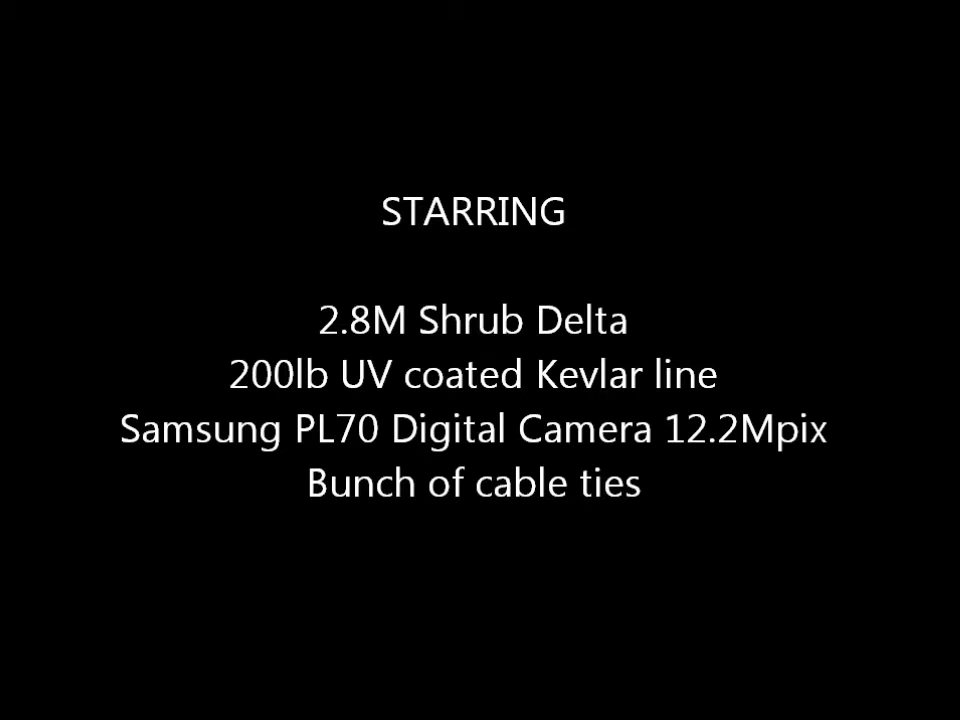 STARRING
2.8M Shrub Delta
200lb UV coated Kevlar line
Samsung PL70 Digital Camera 12.2Mpix
Bunch of cable ties